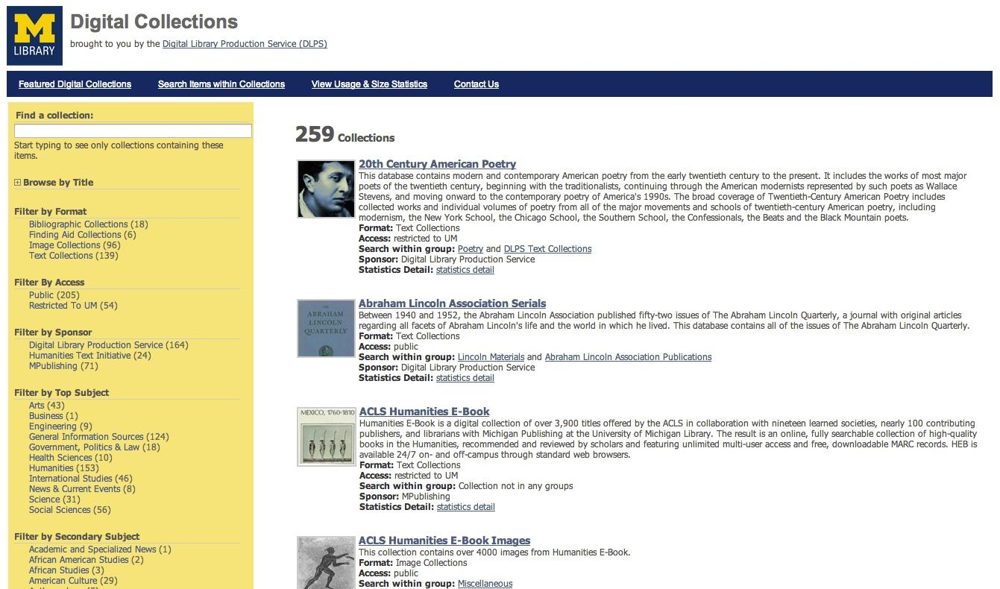 M
LIBRARY
Digital Collections
brought to you by the Digital Library Production Service (DLPS)
Featured Digital Collections Search Items within Collections View Usage & Size Statistics Contact Us
Find a collection:
Start typing to see only collections containing these
items.
Browse by Title
Filter by Format
Bibliographic Collections (18)
Finding Aid Collections (6)
Image Collections (96)
Text Collections (139)
Filter By Access
Public (205)
Restricted To UM (54)
Filter by Sponsor
Digital Library Production Service (164)
Humanities Text Initiative (24)
MPublishing (71)
Filter by Top Subject
Arts (43)
Business (1)
Engineering (9)
General Information Sources (124)
Government, Politics & Law (18)
Health Sciences (10)
Humanities (153)
International Studies (46)
News & Current Events (8)
Science (31)
Social Sciences (56)
Filter by Secondary Subject
Academic and Specialized News (1)
African American Studies (2)
African Studies (3)
American Culture (29)
259 Collections
20th Century American Poetry
This database contains modern and contemporary American poetry from the early twentieth century to the present. It includes the works of most major
poets of the twentieth century, beginning with the traditionalists, continuing through the American modernists represented by such poets as Wallace
Stevens, and moving onward to the contemporary poetry of America's 1990s. The broad coverage of Twentieth-Century American Poetry includes
collected works and individual volumes of poetry from all of the major movements and schools of twentieth-century American poetry, including
modernism, the New York School, the Chicago School, the Southern School, the Confessionals, the Beats and the Black Mountain poets.
Format: Text Collections
Access: restricted to UM
Search within group: Poetry and DLPS Text Collections
Sponsor: Digital Library Production Service
Statistics Detail: statistics detail
THE
ABRAHAM
LINCOLN
QUARTERLY
Abraham Lincoln Association Serials
Between 1940 and 1952, the Abraham Lincoln Association published fifty-two issues of The Abraham Lincoln Quarterly, a journal with original articles
regarding all facets of Abraham Lincoln's life and the world in which he lived. This database contains all of the issues of The Abraham Lincoln Quarterly.
Format: Text Collections
Access: public
Search within group: Lincoln Materials and Abraham Lincoln Association Publications
Sponsor: Digital Library Production Service
Statistics Detail: statistics detail
MEXICO, 1760-1810
ACLS Humanities E-Book
Humanities E-Book is a digital collection of over 3,900 titles offered by the ACLS in collaboration with nineteen learned societies, nearly 100 contributing
publishers, and librarians with Michigan Publishing at the University of Michigan Library. The result is an online, fully searchable collection of high-quality
books in the Humanities, recommended and reviewed by scholars and featuring unlimited multi-user access and free, downloadable MARC records. HEB is
available 24/7 on- and off-campus through standard web browsers.
Format: Text Collections
Access: restricted to UM
Search within group: Collection not in any groups
Sponsor: MPublishing
Statistics Detail: statistics detail
ACLS Humanities E-Book Images
This collection contains over 4000 images from Humanities E-Book.
Format: Image Collections
Access: public
Search within group: Miscellaneous